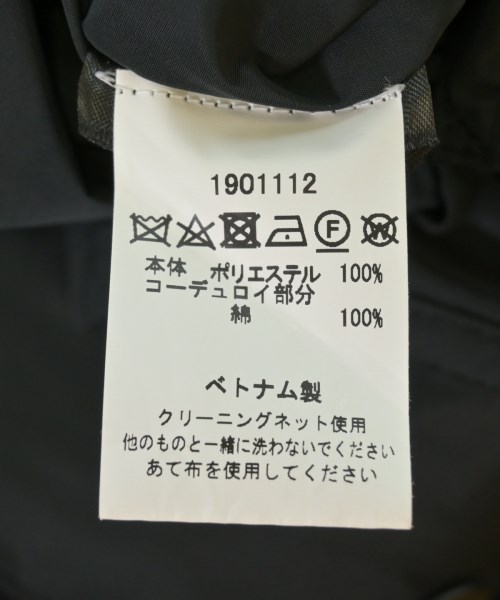 1901112
F W
本体 ポリエステル 100%
コーデュロイ部分
綿 100%
ベトナム製
クリーニングネット使用
他のものと一緒に洗わないでください
あて布を使用してください